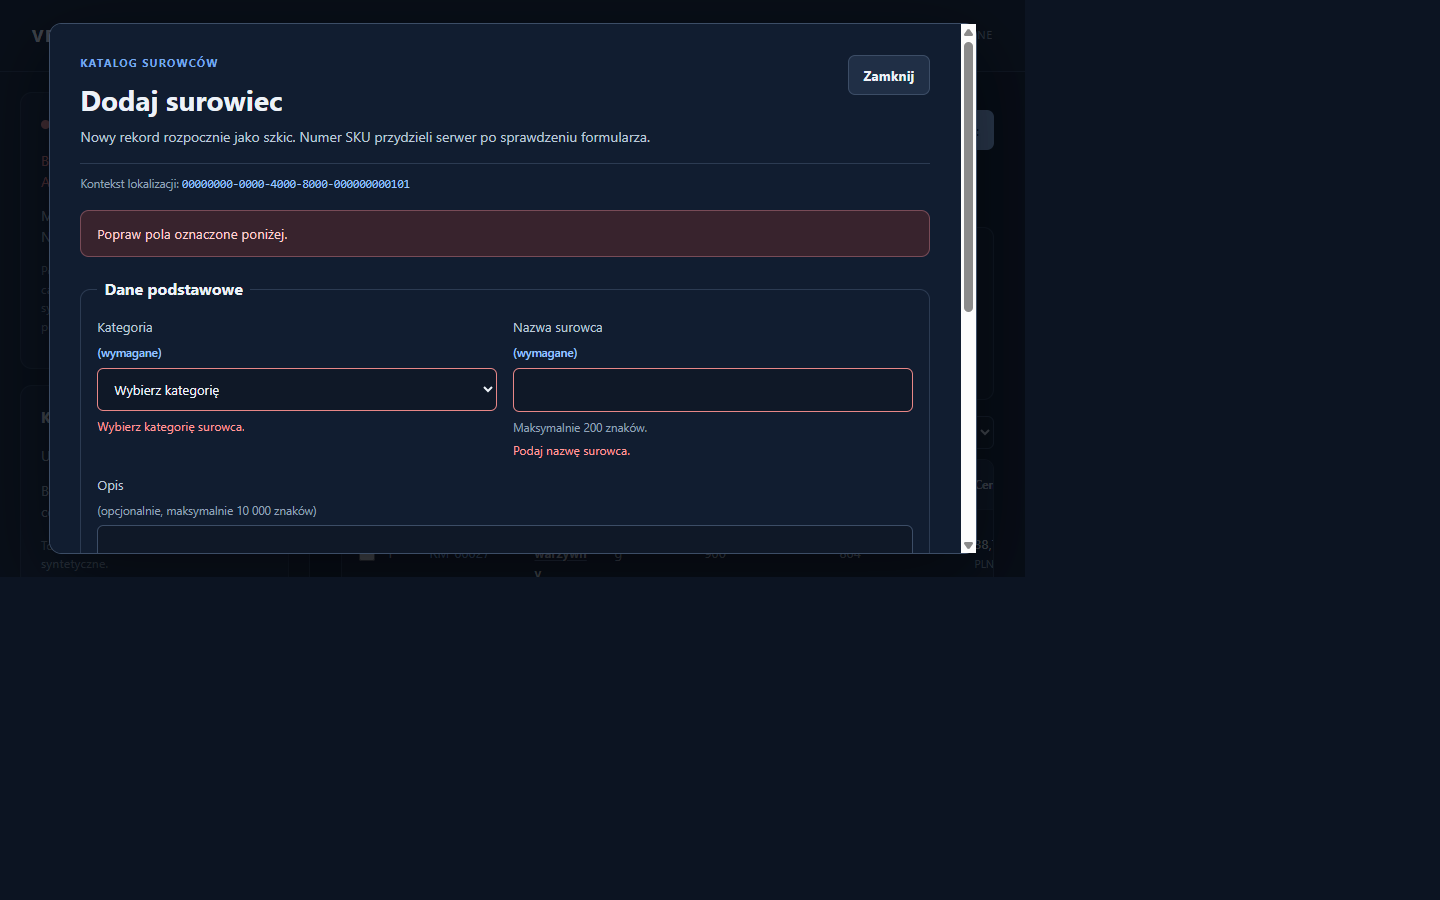 KATALOG SUROWCÓW
Zamknij
Dodaj surowiec
Nowy rekord rozpocznie jako szkic. Numer SKU przydzieli serwer po sprawdzeniu formularza.
Kontekst lokalizacji: 00000000-0000-4000-8000-000000000101
Popraw pola oznaczone poniżej.
Dane podstawowe
Kategoria
(wymagane)
Wybierz kategorię
Wybierz kategorię surowca.
Nazwa surowca
(wymagane)
Maksymalnie 200 znaków.
Podaj nazwę surowca.
Opis
(opcjonalnie, maksymalnie 10 000 znaków)
syntetyczne.
PLN